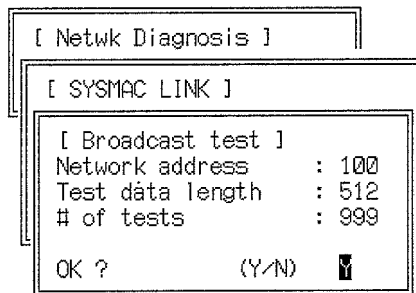 [ Netwk Diagnosis ]
[ SYSMAC LINK ]
[ Broadcast test ]
Network address : 100
Test data length : 512
# of tests : 999
OK ? (Y/N) Y